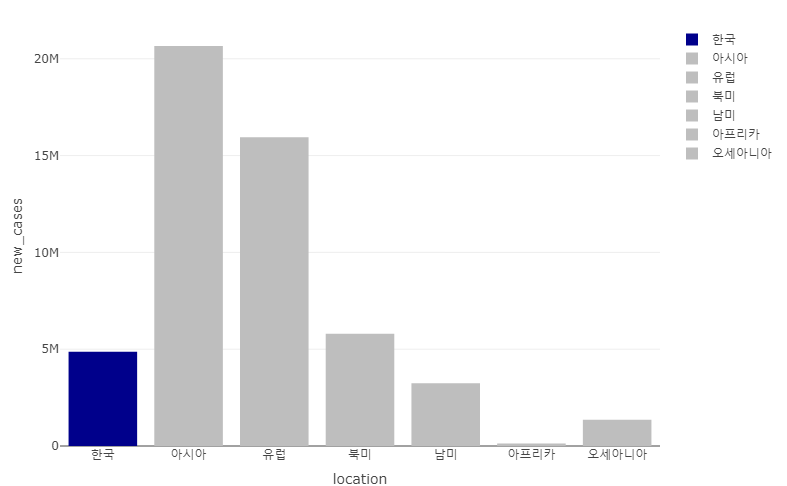 20M
15M
10M
5M
0
new_cases
한국
아시아
유럽
북미
남미
아프리카
오세아니아
location
한국
아시아
유럽
북미
남미
아프리카
오세아니아